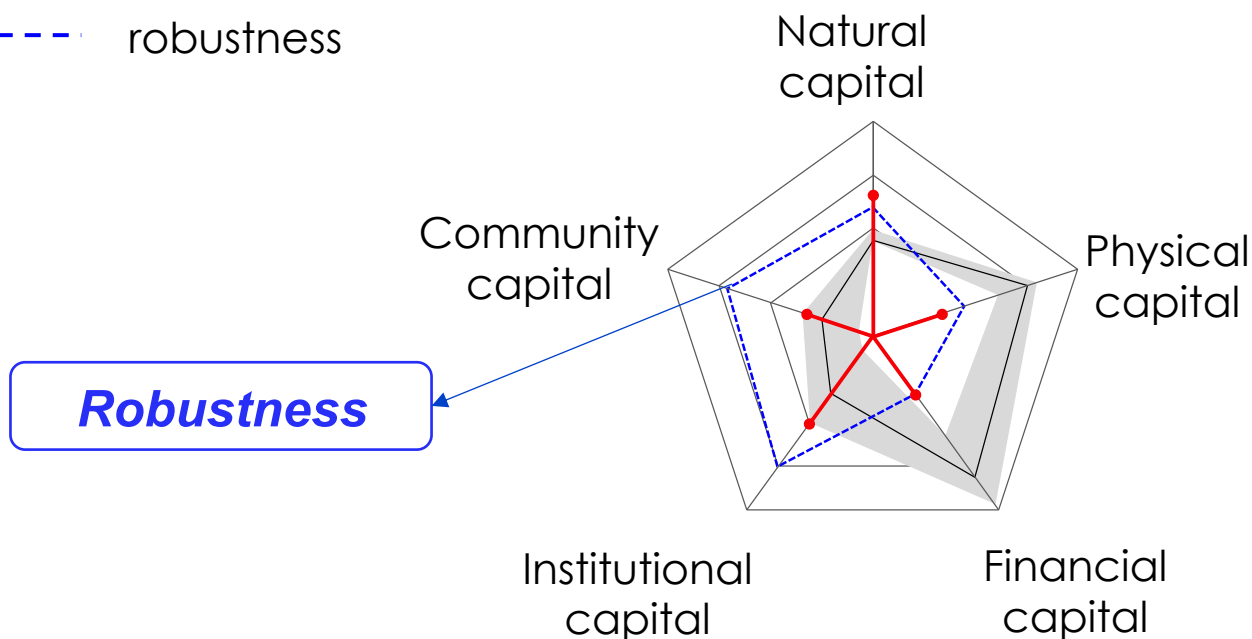 robustness
Natural
capital
Community
capital
Physical
capital
Robustness
Institutional
capital
Financial
capital